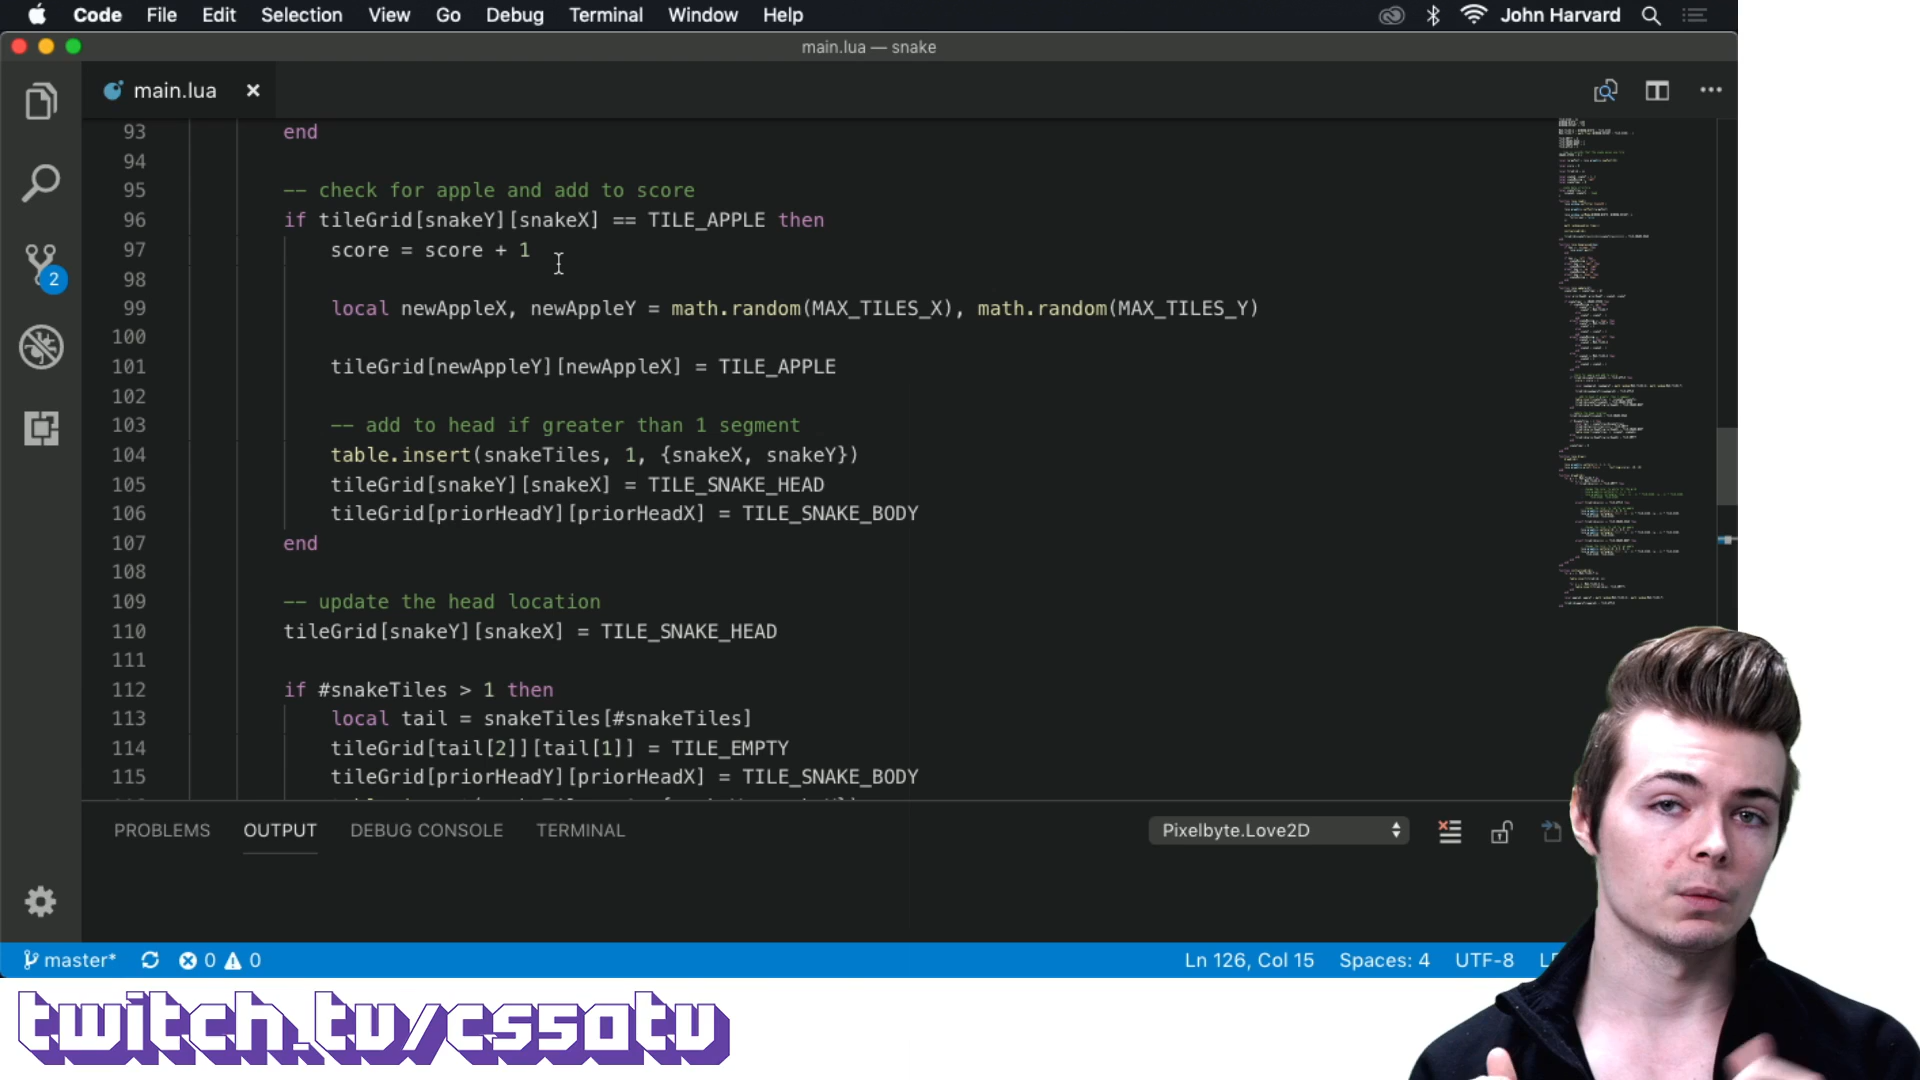 Code File Edit Selection View Go Debug Terminal Window Help John Harvard
main.lua — snake
main.lua
93 end
94
95 -- check for apple and add to score
96 if tileGrid[snakeY][snakeX] == TILE_APPLE then
97 score = score + 1
98
99 local newAppleX, newAppleY = math.random(MAX_TILES_X), math.random(MAX_TILES_Y)
100
101 tileGrid[newAppleY][newAppleX] = TILE_APPLE
102
103 -- add to head if greater than 1 segment
104 table.insert(snakeTiles, 1, {snakeX, snakeY})
105 tileGrid[snakeY][snakeX] = TILE_SNAKE_HEAD
106 tileGrid[priorHeadY][priorHeadX] = TILE_SNAKE_BODY
107 end
108
109 -- update the head location
110 tileGrid[snakeY][snakeX] = TILE_SNAKE_HEAD
111
112 if #snakeTiles > 1 then
113 local tail = snakeTiles[#snakeTiles]
114 tileGrid[tail[2]][tail[1]] = TILE_EMPTY
115 tileGrid[priorHeadY][priorHeadX] = TILE_SNAKE_BODY
2
PROBLEMS OUTPUT DEBUG CONSOLE TERMINAL Pixelbyte.Love2D
master* 0 0 Ln 126, Col 15 Spaces: 4 UTF-8
twitch.tv/cs50tv